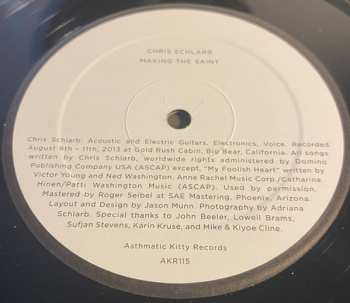 CHRIS SCHLARB
MAKING THE SAINT
Chris Schlarb: Acoustic and Electric Guitars, Electronics, Voice. Recorded
August 8th – 11th, 2013 at Gold Rush Cabin, Big Bear, California. All songs
written by Chris Schlarb, worldwide rights administered by Domino
Publishing Company USA (ASCAP) except, "My Foolish Heart" written by
Victor Young and Ned Washington. Anne Rachel Music Corp./Catharina
Hinen/Patti Washington Music (ASCAP). Used by permission.
Mastered by Roger Seibel at SAE Mastering, Phoenix, Arizona.
Layout and Design by Jason Munn. Photography by Adriana
Schlarb. Special thanks to John Beeler, Lowell Brams,
Sufjan Stevens, Karin Kruse, and Mike & Kiyoe Cline.
Asthmatic Kitty Records
AKR115